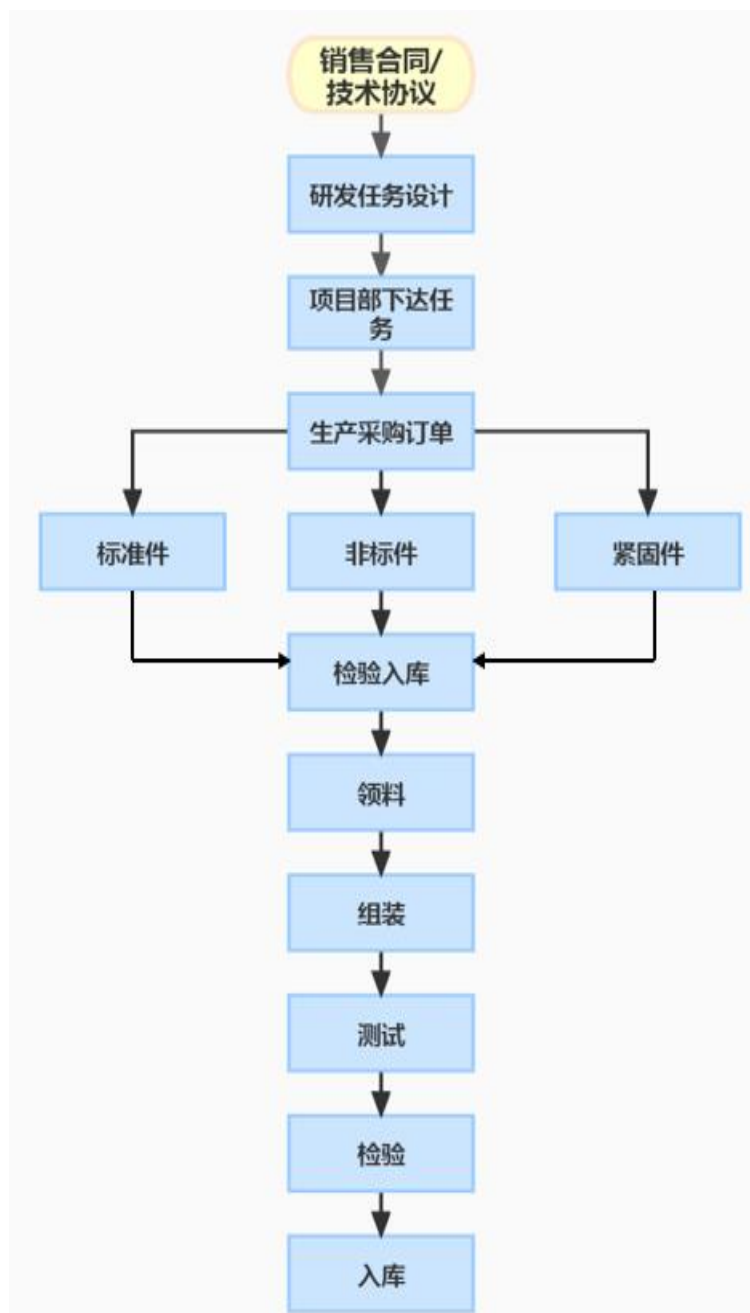 销售合同/
技术协议
研发任务设计
项目部下达任
务
生产采购订单
标准件
非标件
紧固件
检验入库
领料
组装
测试
检验
入库